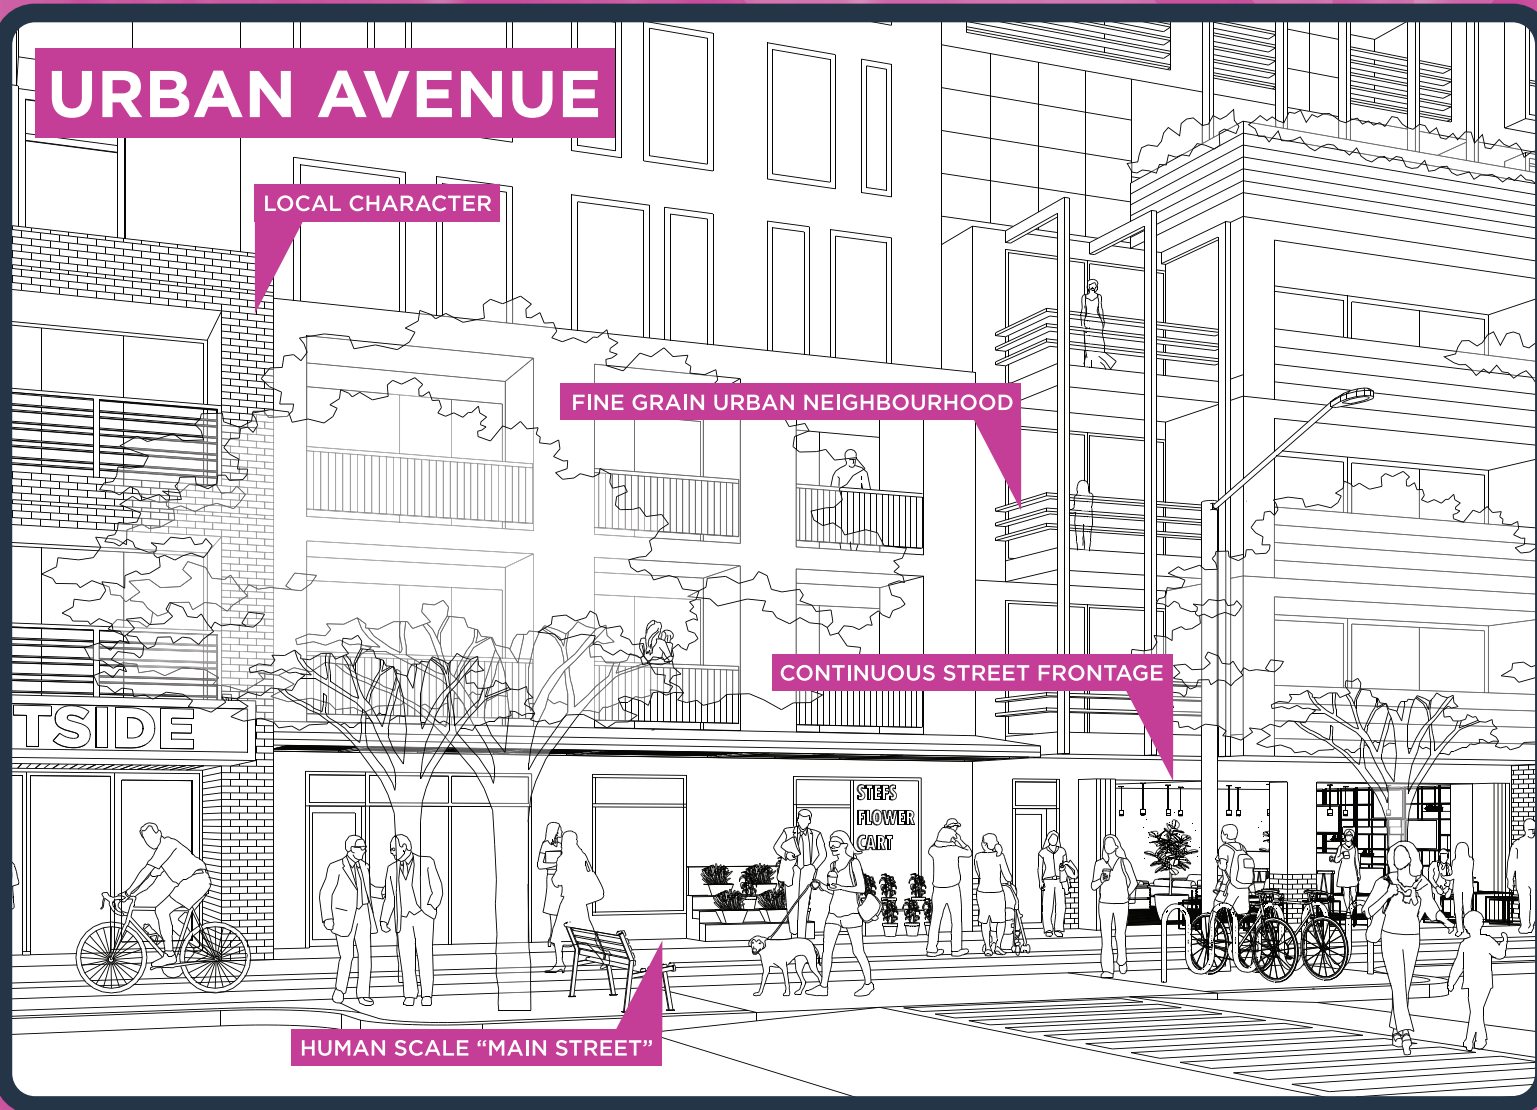 URBAN AVENUE
LOCAL CHARACTER
FINE GRAIN URBAN NEIGHBOURHOOD
CONTINUOUS STREET FRONTAGE
TSIDE
STEFS
FLOWER
CART
HUMAN SCALE “MAIN STREET”